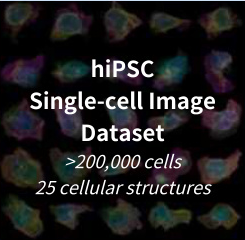 hiPSC
Single-cell Image
Dataset
>200,000 cells
25 cellular structures